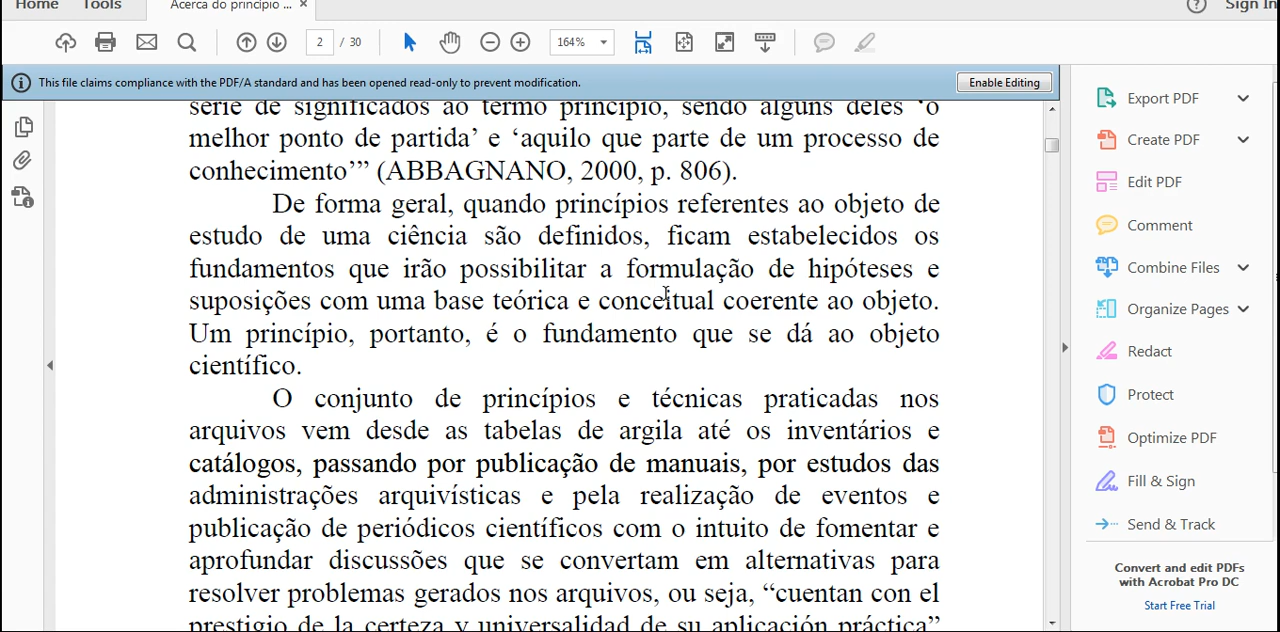 Home Tools Acerca do princípio ... × ? Sign In
2 / 30 164%
This file claims compliance with the PDF/A standard and has been opened read-only to prevent modification. Enable Editing
série de significados ao termo princípio, sendo alguns deles ‘o
melhor ponto de partida’ e ‘aquilo que parte de um processo de
conhecimento’” (ABBAGNANO, 2000, p. 806).
De forma geral, quando princípios referentes ao objeto de
estudo de uma ciência são definidos, ficam estabelecidos os
fundamentos que irão possibilitar a formulação de hipóteses e
suposições com uma base teórica e conceitual coerente ao objeto.
Um princípio, portanto, é o fundamento que se dá ao objeto
científico.
O conjunto de princípios e técnicas praticadas nos
arquivos vem desde as tabelas de argila até os inventários e
catálogos, passando por publicação de manuais, por estudos das
administrações arquivísticas e pela realização de eventos e
publicação de periódicos científicos com o intuito de fomentar e
aprofundar discussões que se convertam em alternativas para
resolver problemas gerados nos arquivos, ou seja, “cuentan con el
prestigio de la certeza y universalidad de su aplicación práctica”
Export PDF
Create PDF
Edit PDF
Comment
Combine Files
Organize Pages
Redact
Protect
Optimize PDF
Fill & Sign
Send & Track
Convert and edit PDFs
with Acrobat Pro DC
Start Free Trial